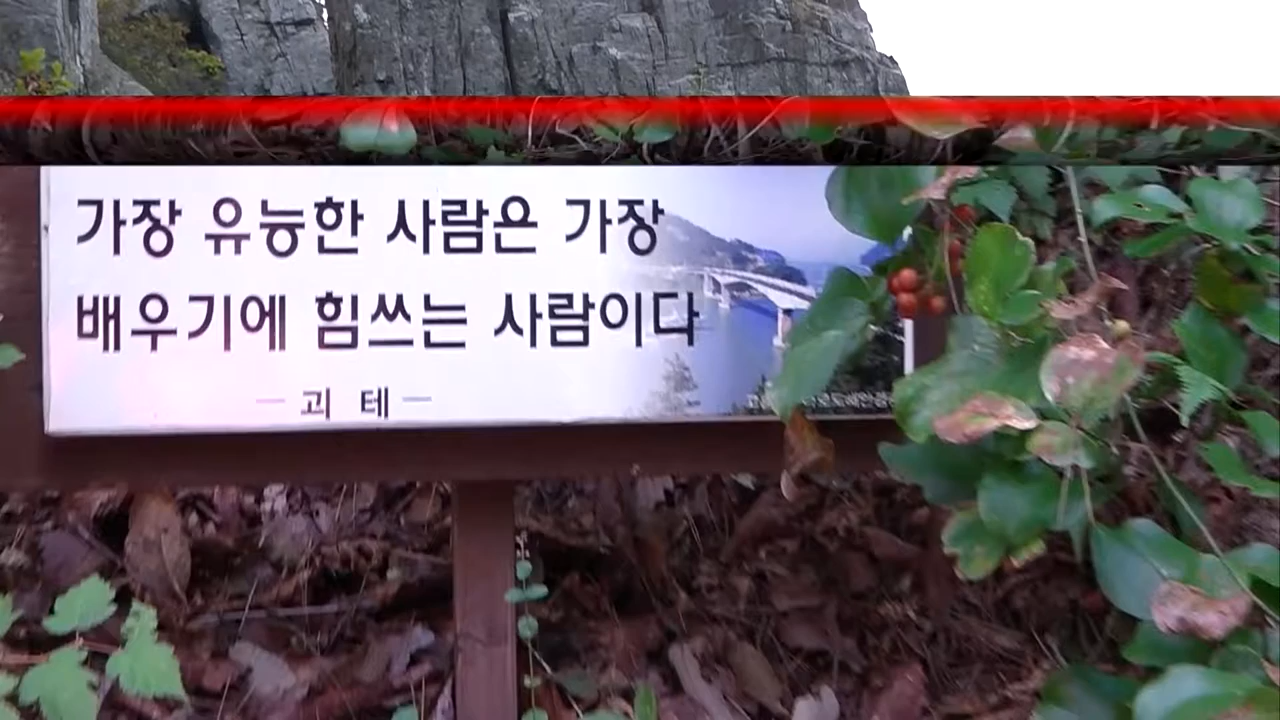 가장 유능한 사람은 가장
배우기에 힘쓰는 사람이다
괴 테